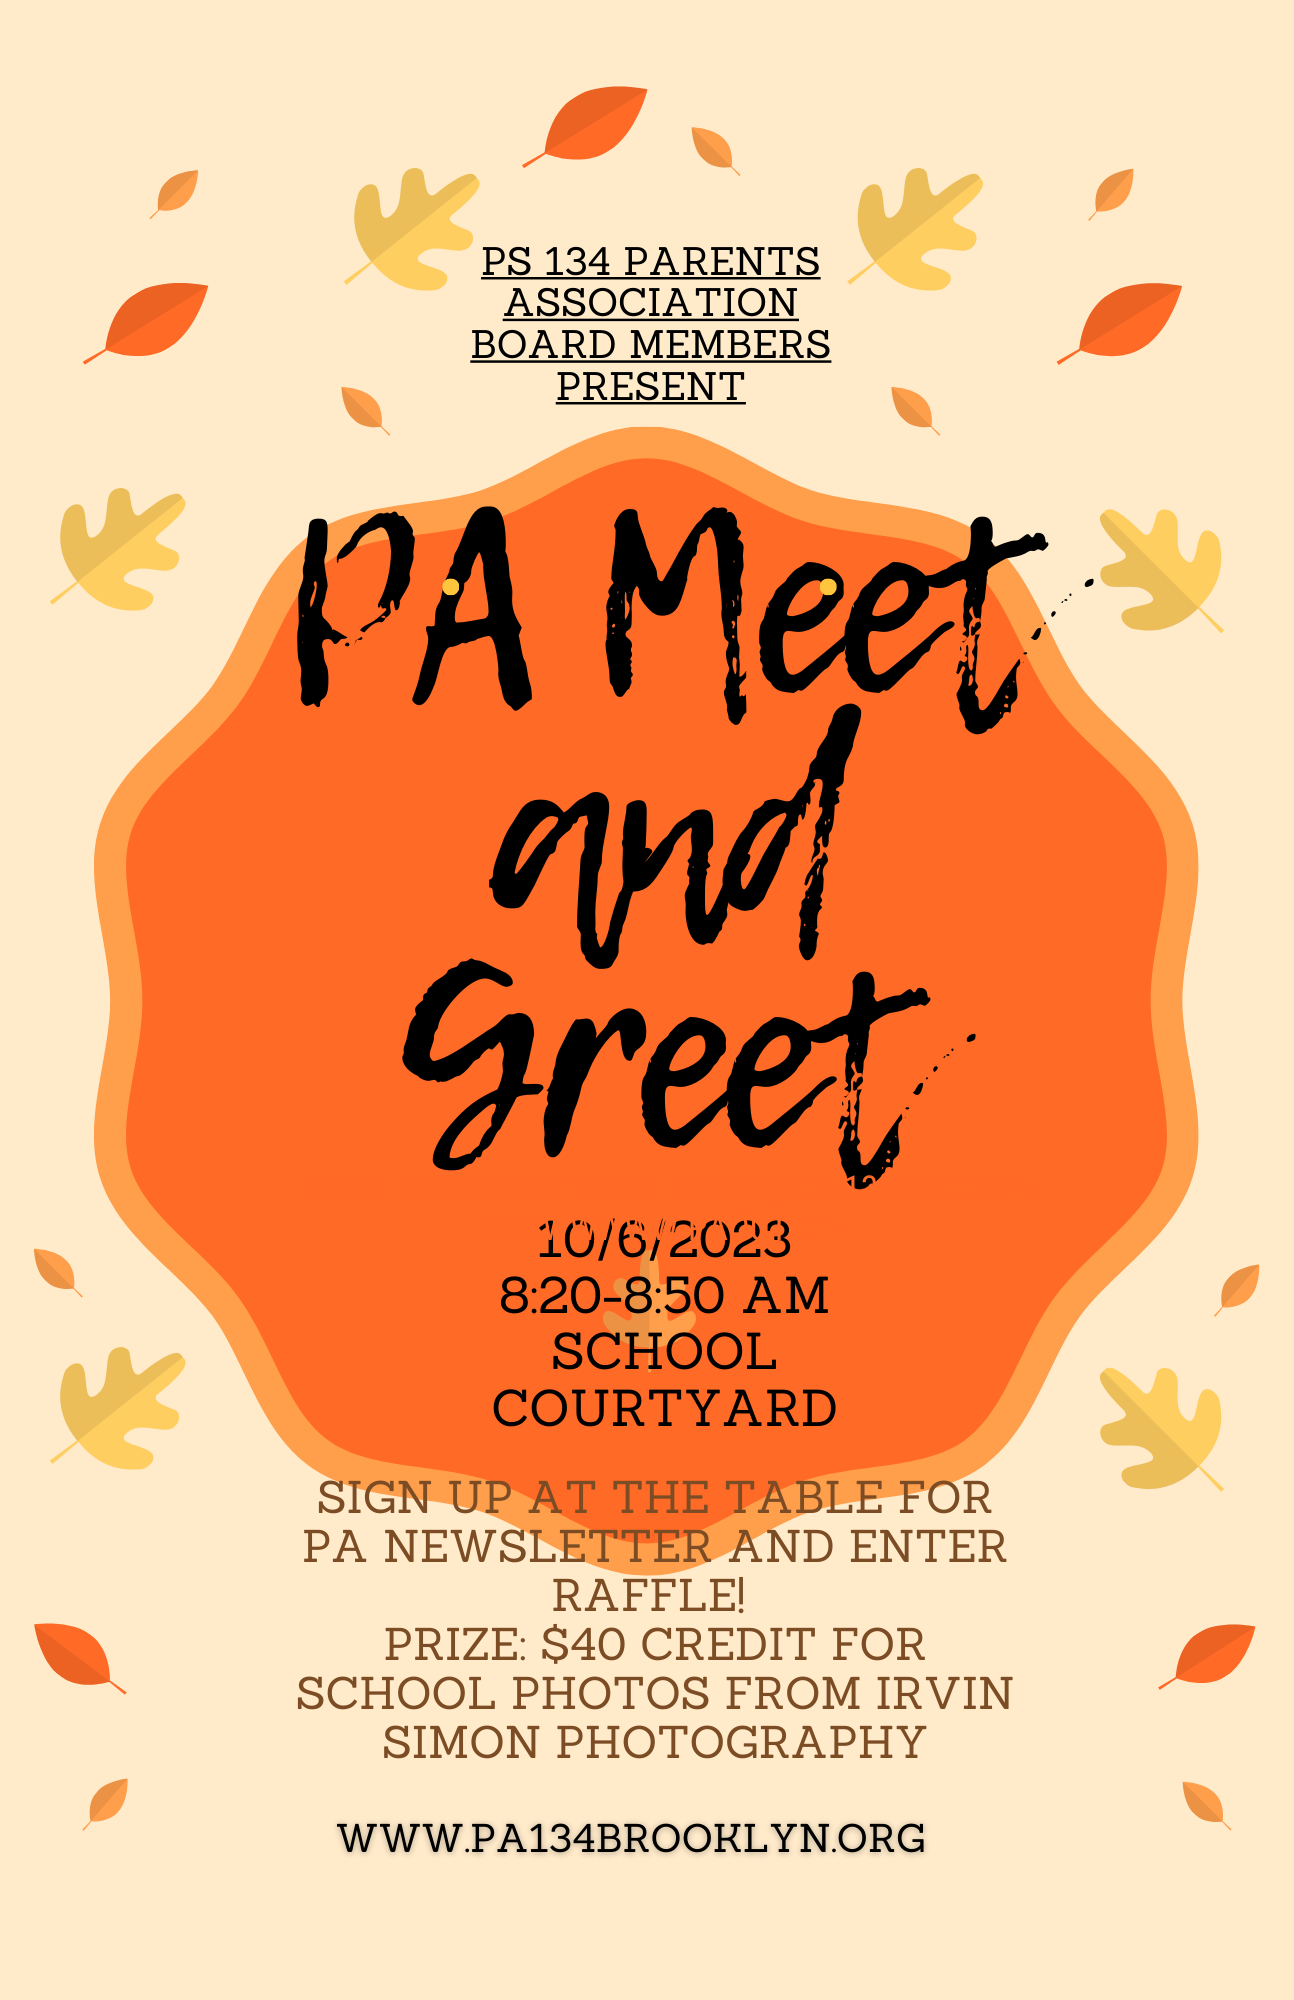 PS 134 PARENTS
ASSOCIATION
BOARD MEMBERS
PRESENT
PA Meet
and
Greet
10/6/2023
8:20-8:50 AM
SCHOOL
COURTYARD
SIGN UP AT THE TABLE FOR
PA NEWSLETTER AND ENTER
RAFFLE!
PRIZE: $40 CREDIT FOR
SCHOOL PHOTOS FROM IRVIN
SIMON PHOTOGRAPHY
WWW.PA134BROOKLYN.ORG